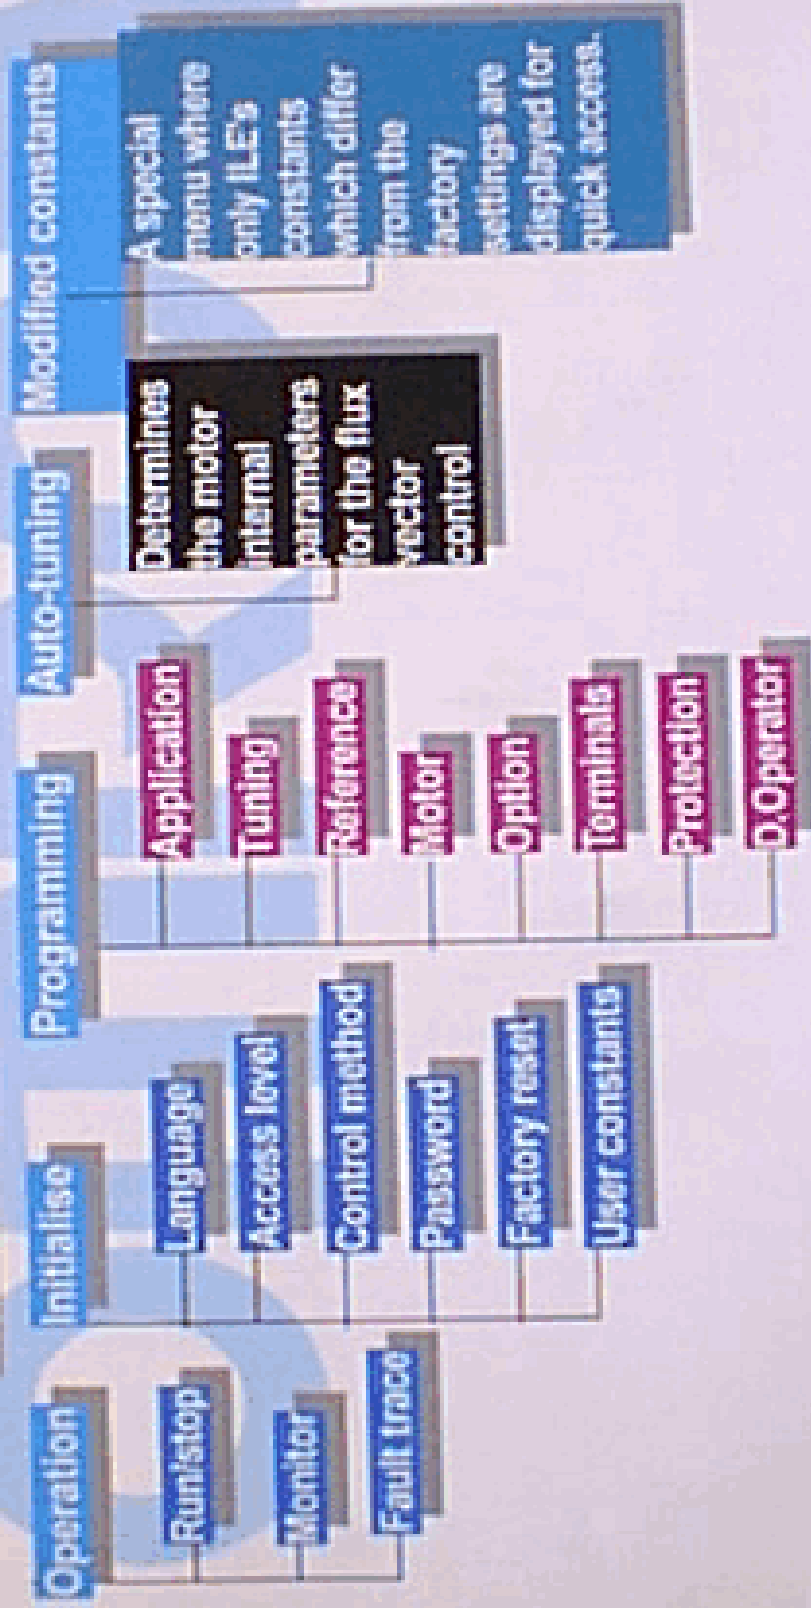 Operation
Run/stop
Monitor
Fault trace
Initialise
Language
Access level
Control method
Password
Factory reset
User constants
Programming
Application
Tuning
Reference
Motor
Option
Terminals
Protection
D.Operator
Auto-tuning
Determines
the motor
internal
parameters
for the flux
vector
control
Modified constants
A special
menu where
only ILE's
constants
which differ
from the
factory
settings are
displayed for
quick access.